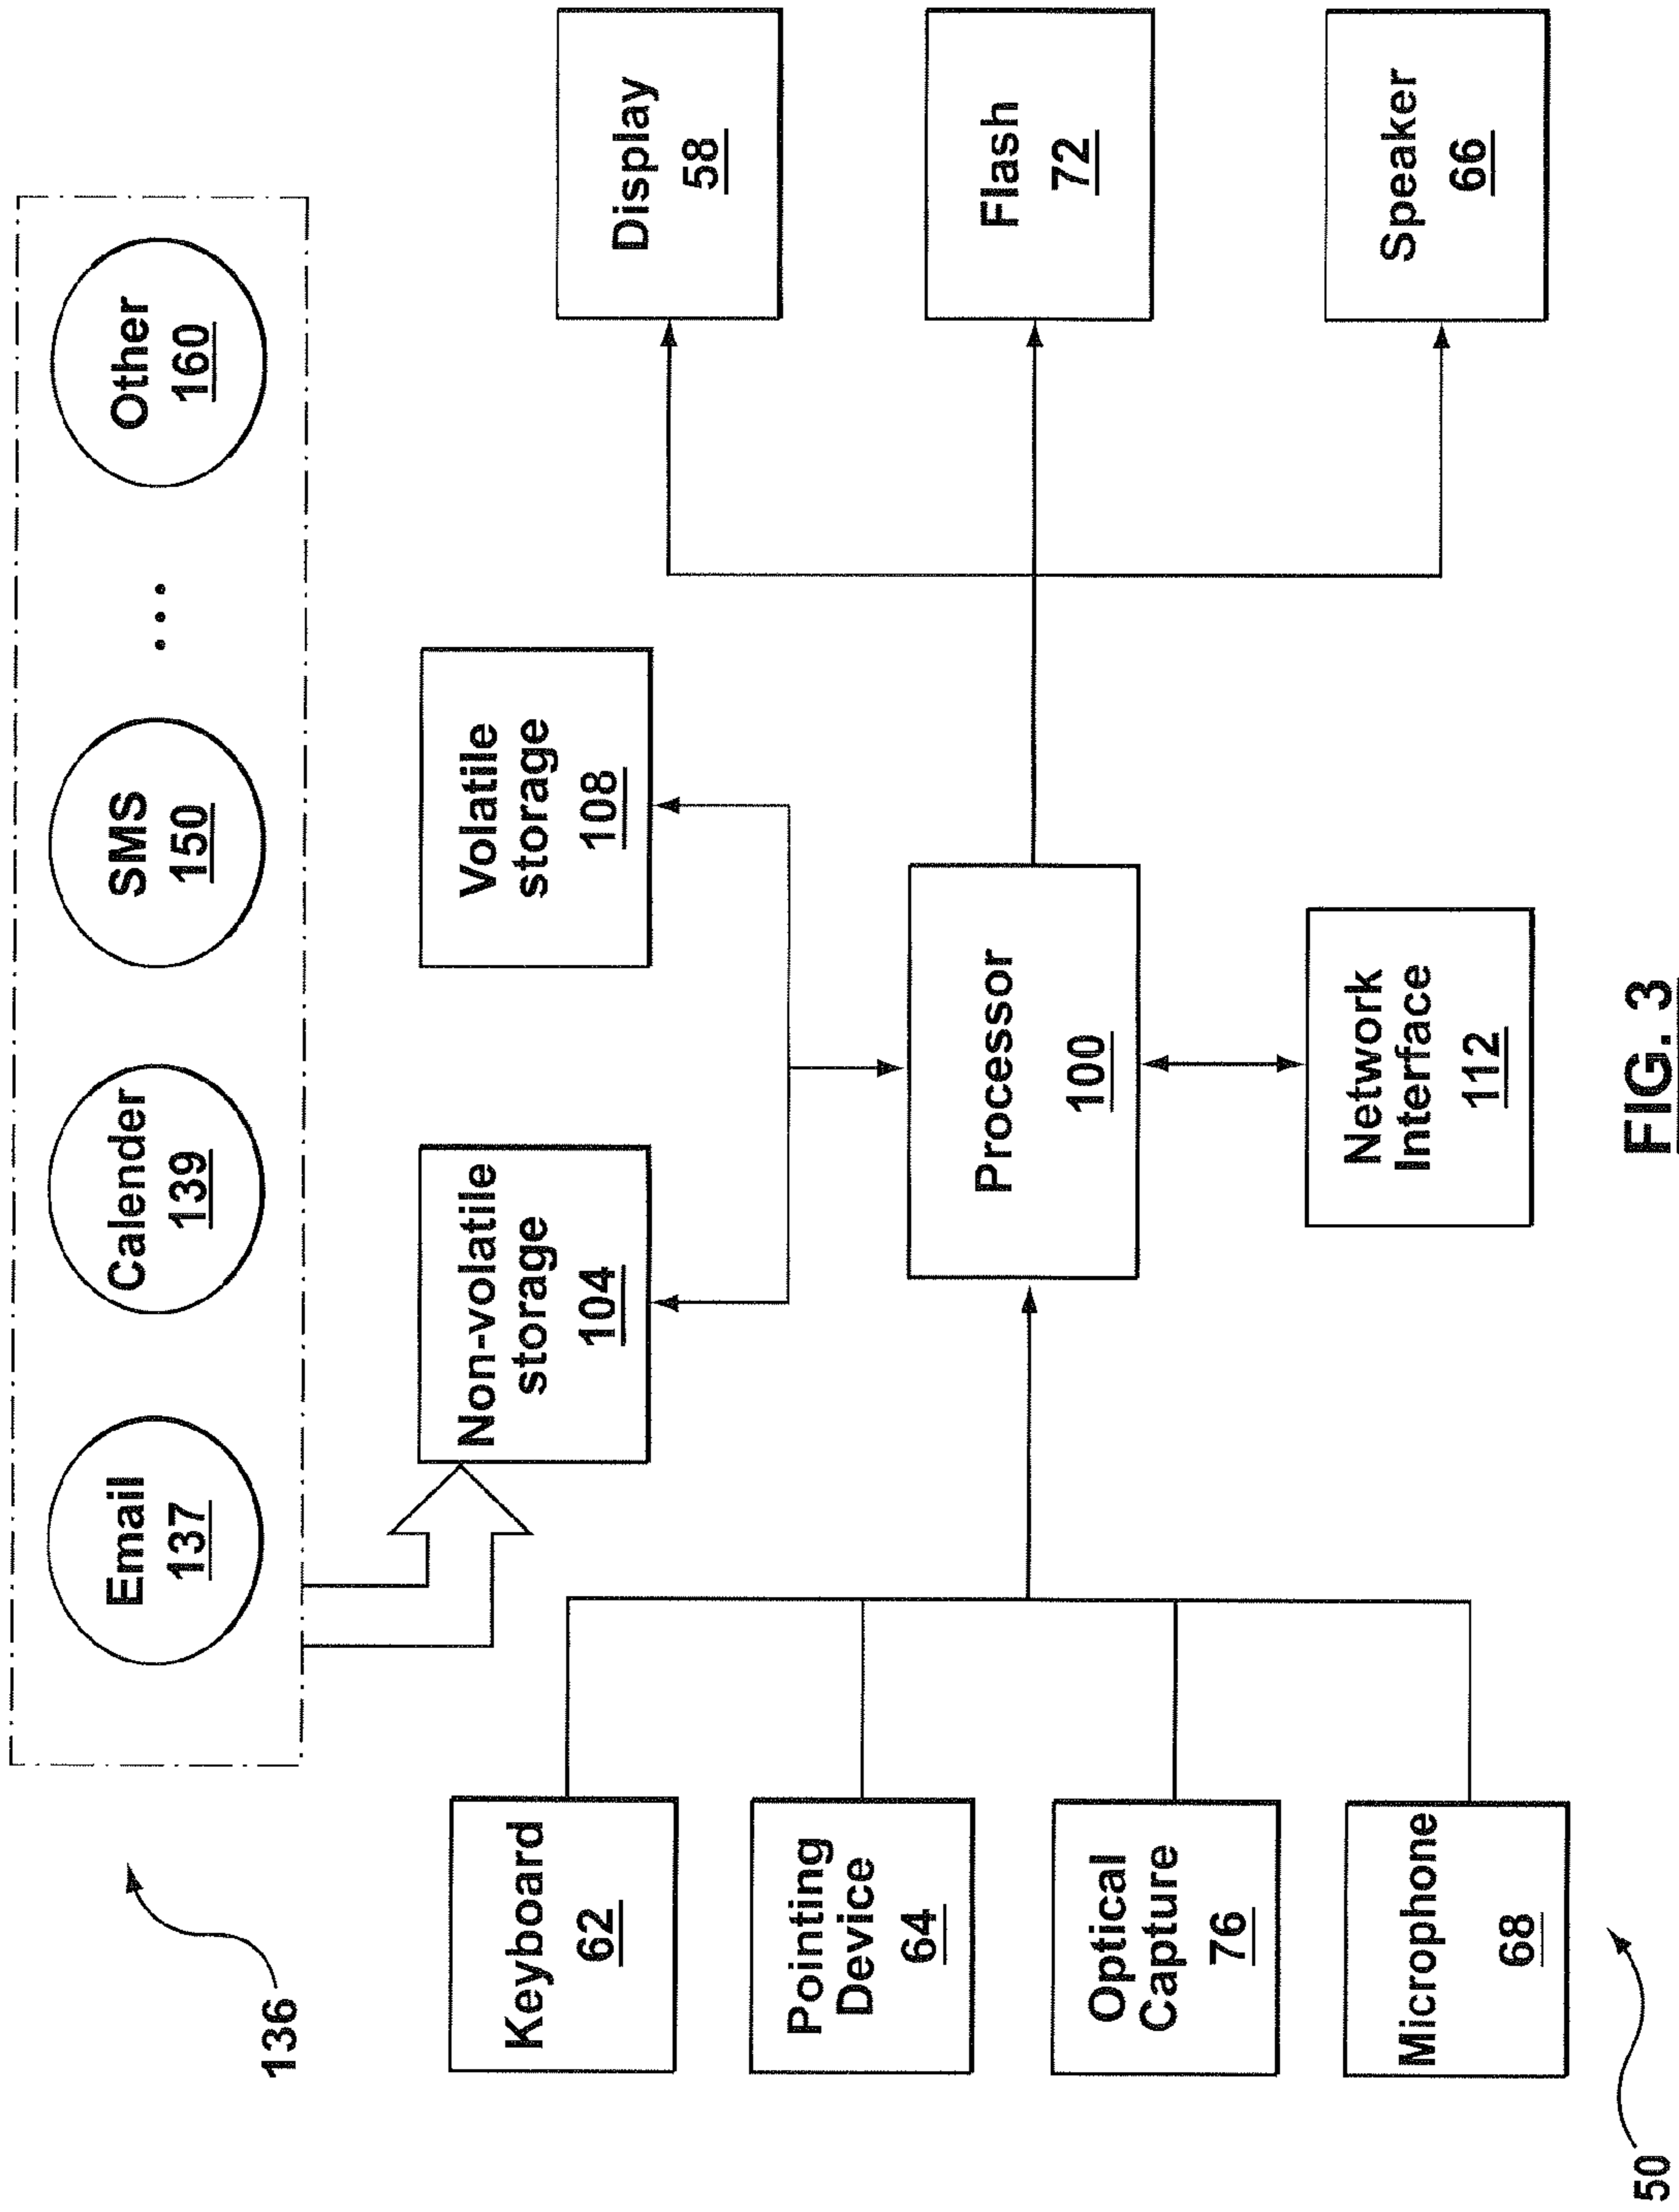 136
Email
137
Calender
139
SMS
150
...
Other
160
Keyboard
62
Pointing
Device
64
Optical
Capture
76
Microphone
68
Non-volatile
storage
104
Volatile
storage
108
Processor
100
Network
Interface
112
Display
58
Flash
72
Speaker
66
50
FIG. 3